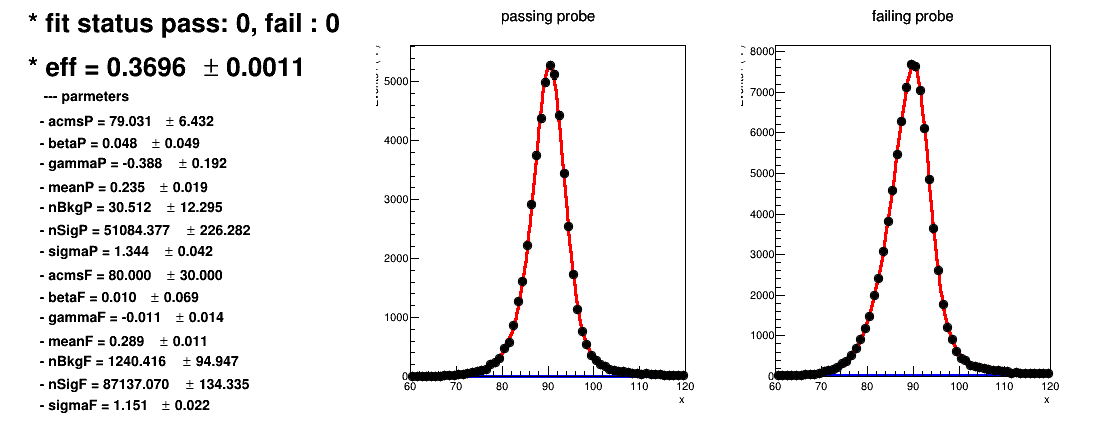 * fit status pass: 0, fail : 0
* eff = 0.3696 ± 0.0011
--- parmeters
- acmsP = 79.031 ± 6.432
- betaP = 0.048 ± 0.049
- gammaP = -0.388 ± 0.192
- meanP = 0.235 ± 0.019
- nBkgP = 30.512 ± 12.295
- nSigP = 51084.377 ± 226.282
- sigmaP = 1.344 ± 0.042
- acmsF = 80.000 ± 30.000
- betaF = 0.010 ± 0.069
- gammaF = -0.011 ± 0.014
- meanF = 0.289 ± 0.011
- nBkgF = 1240.416 ± 94.947
- nSigF = 87137.070 ± 134.335
- sigmaF = 1.151 ± 0.022
passing probe
5000
4000
3000
2000
1000
0
60 70 80 90 100 110 120
x
failing probe
8000
7000
6000
5000
4000
3000
2000
1000
0
60 70 80 90 100 110 120
x